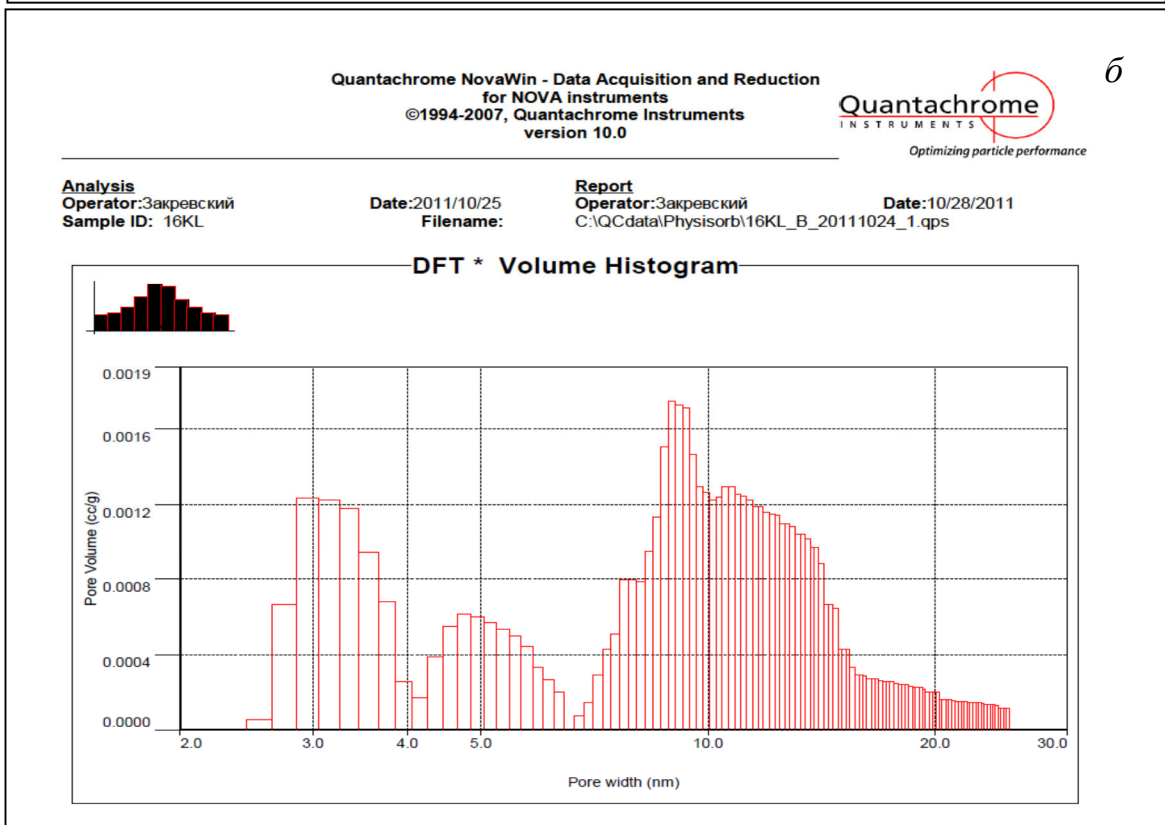 Quantachrome NovaWin - Data Acquisition and Reduction
for NOVA instruments
©1994-2007, Quantachrome Instruments
version 10.0
Quantachrome
INSTRUMENTS
Optimizing particle performance
б
Analysis
Operator:Закревский Date:2011/10/25
Sample ID: 16KL Filename:
Report
Operator:Закревский Date:10/28/2011
C:\QCdata\Physisorb\16KL_B_20111024_1.qps
DFT * Volume Histogram
0.0019
0.0016
0.0012
0.0008
0.0004
0.0000
Pore Volume (cc/g)
2.0 3.0 4.0 5.0 10.0 20.0 30.0
Pore width (nm)